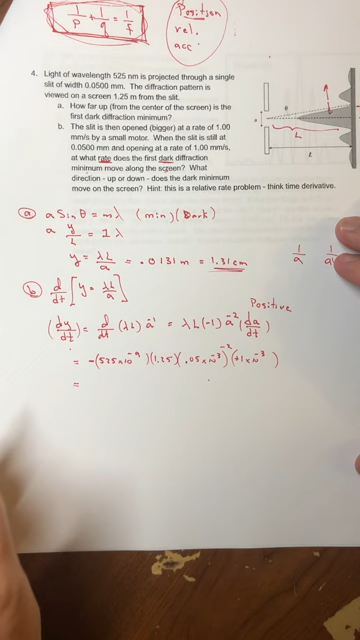 1/p + 1/q = 1/f
Position
vel.
acc
4. Light of wavelength 525 nm is projected through a single
slit of width 0.0500 mm. The diffraction pattern is
viewed on a screen 1.25 m from the slit.
a. How far up (from the center of the screen) is the
first dark diffraction minimum?
b. The slit is then opened (bigger) at a rate of 1.00
mm/s by a small motor. When the slit is still at
0.0500 mm and opening at a rate of 1.00 mm/s,
at what rate does the first dark diffraction
minimum move along the screen? What
direction - up or down - does the dark minimum
move on the screen? Hint: this is a relative rate problem - think time derivative.
θ
L
a
a Sin θ = mλ (min) (Dark)
a y/L = 1 λ
y = λL/a = .0131 m = 1.31 cm
1/a
b
d/dt [y = λL/a]
Positive
(dy/dt) = d/dt (λL) a⁻¹ = λL(-1) a⁻² (da/dt)
= -(525x10⁻⁹)(1.25)(.05x10⁻³)⁻²(+1x10⁻³)
=